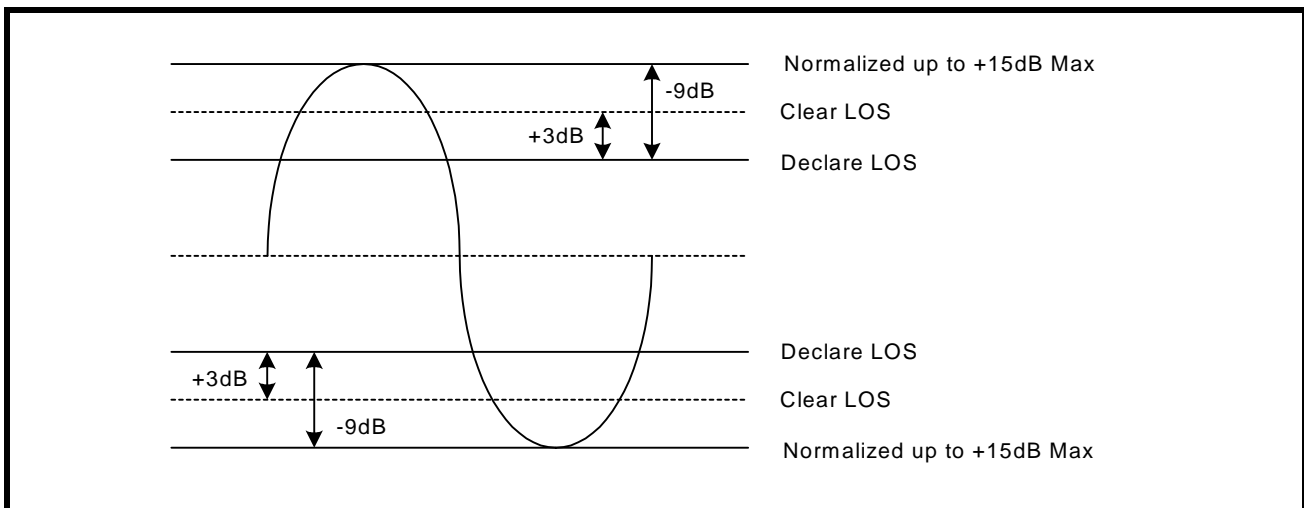 Normalized up to +15dB Max
-9dB
Clear LOS
+3dB
Declare LOS
Declare LOS
+3dB
Clear LOS
-9dB
Normalized up to +15dB Max